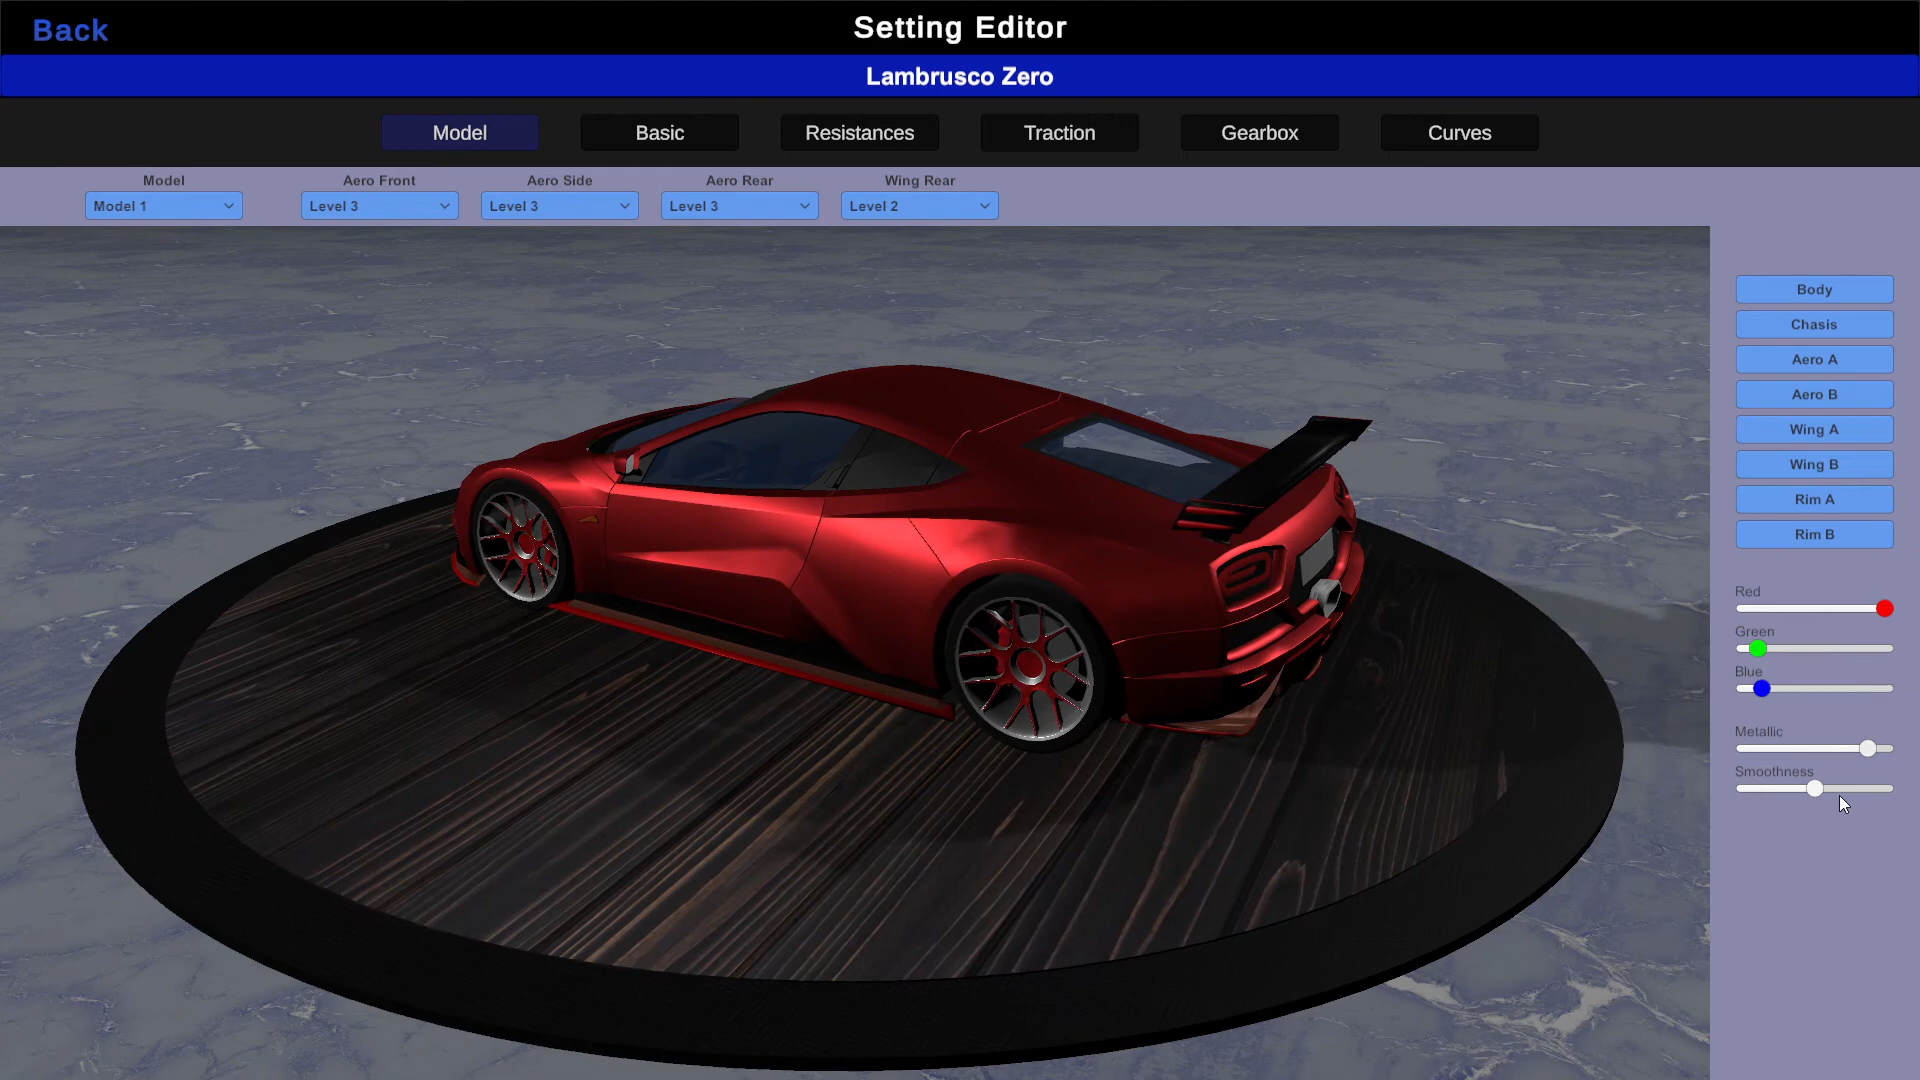 Back
Setting Editor
Lambrusco Zero
Model
Basic
Resistances
Traction
Gearbox
Curves
Model
Aero Front
Aero Side
Aero Rear
Wing Rear
Model 1
Level 3
Level 3
Level 3
Level 2
Body
Chasis
Aero A
Aero B
Wing A
Wing B
Rim A
Rim B
Red
Green
Blue
Metallic
Smoothness